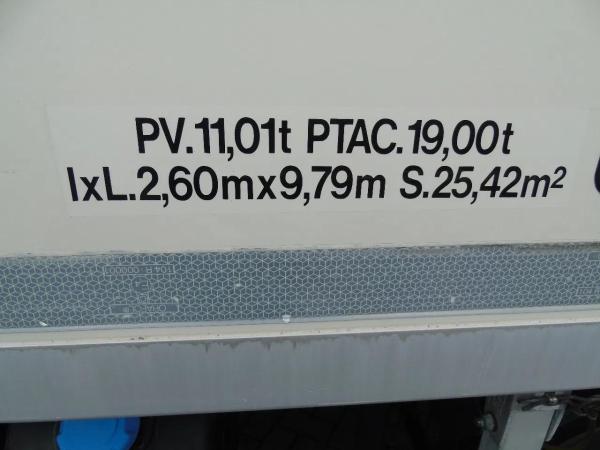 PV.11,01t PTAC.19,00t
lxL.2,60mx9,79m S.25,42m²